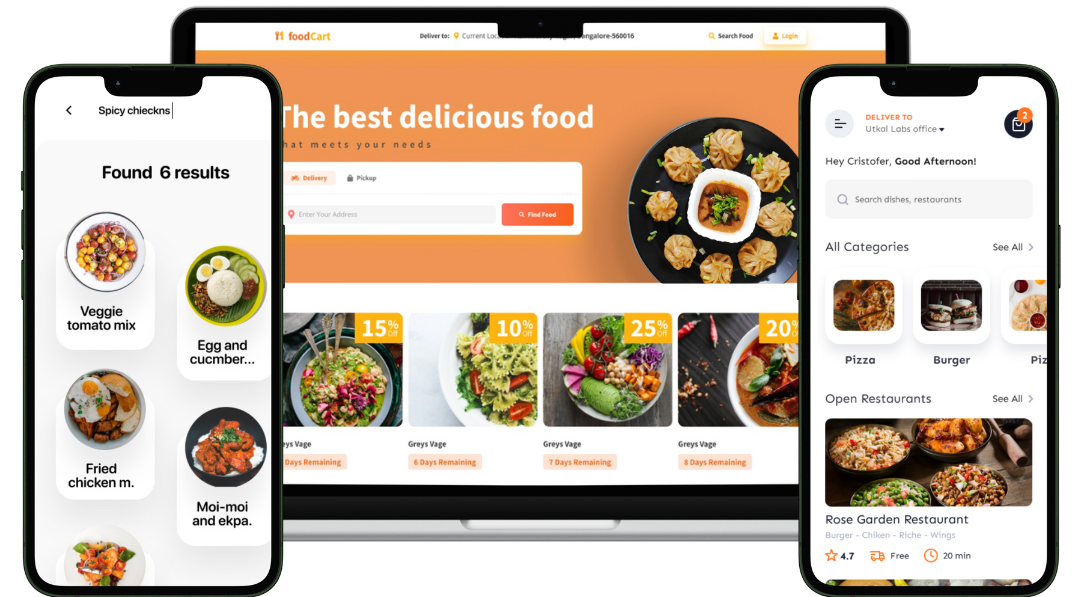 Spicy chieckns
Found 6 results
Veggie
tomato mix
Egg and
cucmber...
Fried
chicken m.
Moi-moi
and ekpa.
foodCart
Deliver to: Current
angalore-560016
Search Food
Login
The best delicious food
hat meets your needs
Delivery
Pickup
Enter Your Address
Find Food
15% Off
10% Off
25% Off
20%
eys Vage
Days Remaining
Greys Vage
6 Days Remaining
Greys Vage
7 Days Remaining
Greys Vage
8 Days Remaining
2
DELIVER TO
Utkal Labs office
Hey Cristofer, Good Afternoon!
Search dishes, restaurants
All Categories
See All
Pizza
Burger
Piz
Open Restaurants
See All
Rose Garden Restaurant
Burger - Chiken - Riche - Wings
4.7
Free
20 min